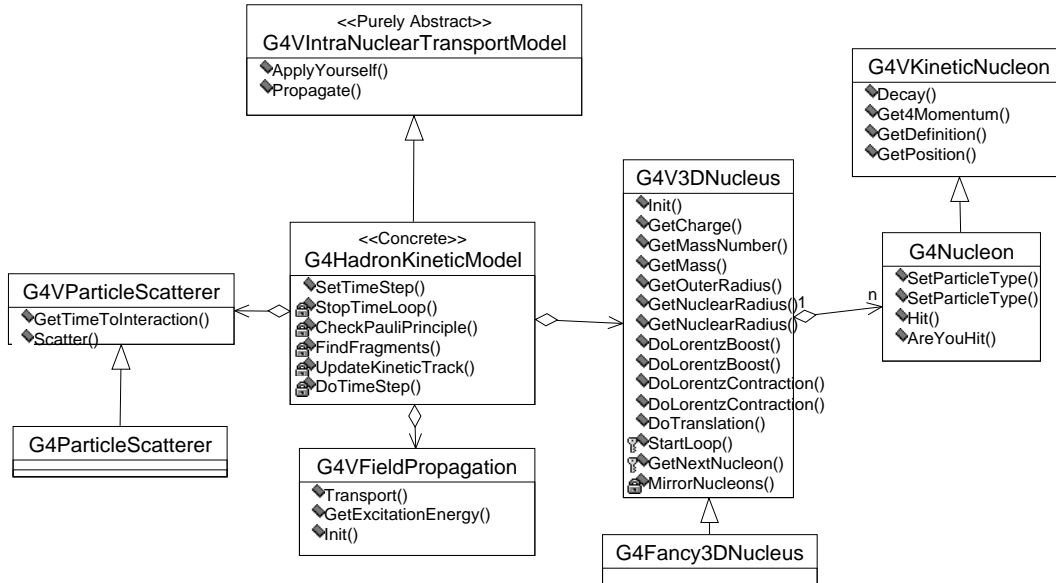 <<Purely Abstract>>
G4VIntraNuclearTransportModel
ApplyYourself()
Propagate()
G4VKineticNucleon
Decay()
Get4Momentum()
GetDefinition()
GetPosition()
G4V3DNucleus
Init()
GetCharge()
GetMassNumber()
GetMass()
GetOuterRadius()
GetNuclearRadius()
GetNuclearRadius()
DoLorentzBoost()
DoLorentzBoost()
DoLorentzContraction()
DoLorentzContraction()
DoTranslation()
StartLoop()
GetNextNucleon()
MirrorNucleons()
1
n
G4Nucleon
SetParticleType()
SetParticleType()
Hit()
AreYouHit()
<<Concrete>>
G4HadronKineticModel
SetTimeStep()
StopTimeLoop()
CheckPauliPrinciple()
FindFragments()
UpdateKineticTrack()
DoTimeStep()
G4VParticleScatterer
GetTimeToInteraction()
Scatter()
G4ParticleScatterer
G4VFieldPropagation
Transport()
GetExcitationEnergy()
Init()
G4Fancy3DNucleus